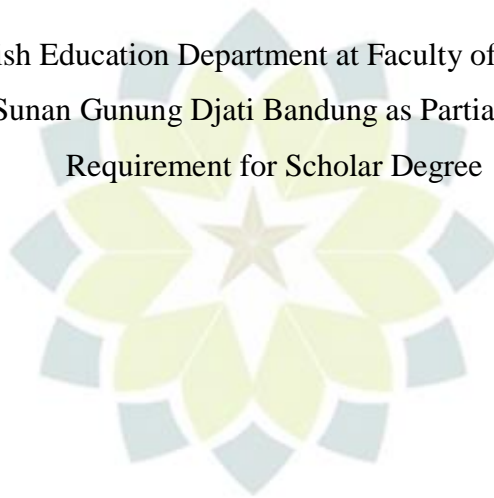 ish Education Department at Faculty of
Sunan Gunung Djati Bandung as Partia
Requirement for Scholar Degree